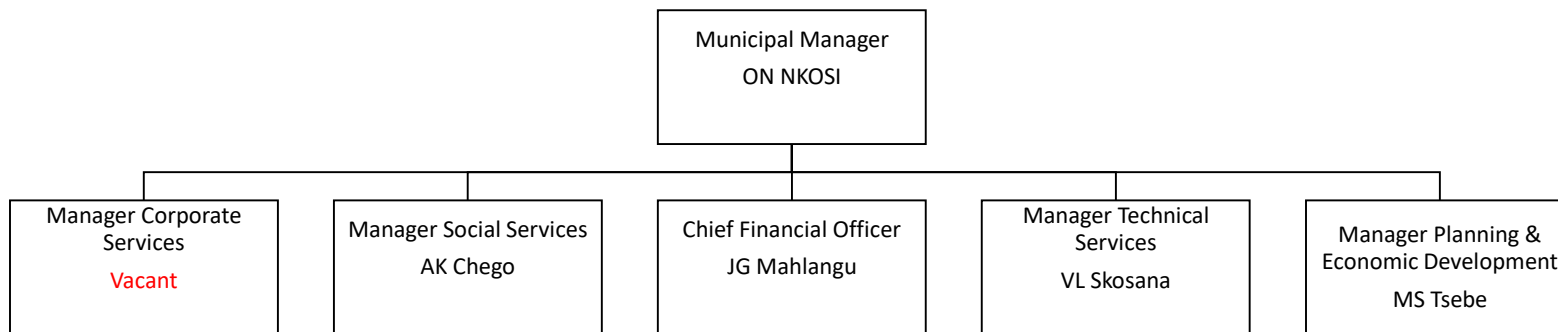 Municipal Manager
ON NKOSI
Manager Corporate
Services
Vacant
Manager Social Services
AK Chego
Chief Financial Officer
JG Mahlangu
Manager Technical
Services
VL Skosana
Manager Planning &
Economic Development
MS Tsebe